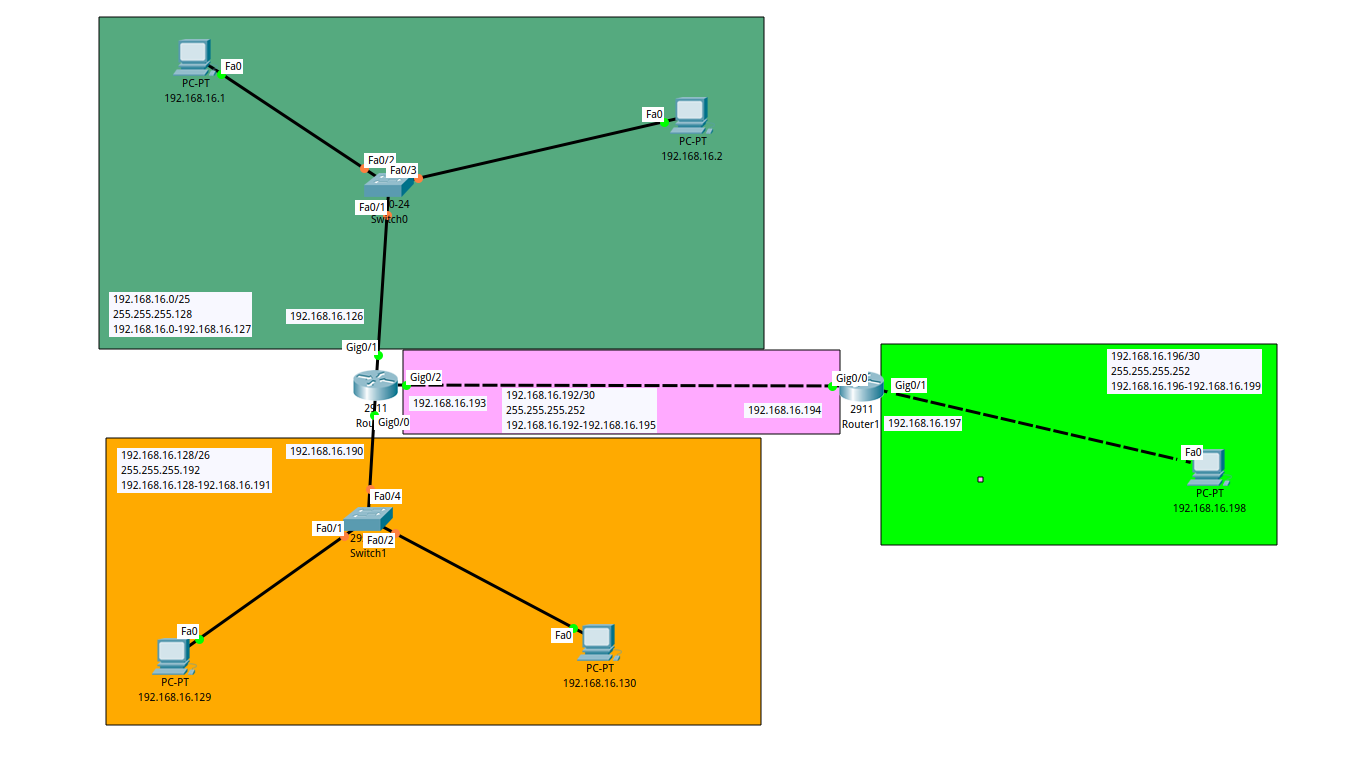 Fa0
PC-PT
192.168.16.1
Fa0
PC-PT
192.168.16.2
Fa0/2
Fa0/3
Fa0/1
0-24
Switch0
192.168.16.0/25
255.255.255.128
192.168.16.0-192.168.16.127
192.168.16.126
Gig0/1
Gig0/2
2911
Gig0/0
192.168.16.193
192.168.16.192/30
255.255.255.252
192.168.16.192-192.168.16.195
192.168.16.194
Gig0/0
Gig0/1
2911
Router1
192.168.16.197
192.168.16.196/30
255.255.255.252
192.168.16.196-192.168.16.199
Fa0
PC-PT
192.168.16.198
192.168.16.128/26
255.255.255.192
192.168.16.128-192.168.16.191
192.168.16.190
Fa0/4
Fa0/1
Fa0/2
Switch1
Fa0
PC-PT
192.168.16.129
Fa0
PC-PT
192.168.16.130